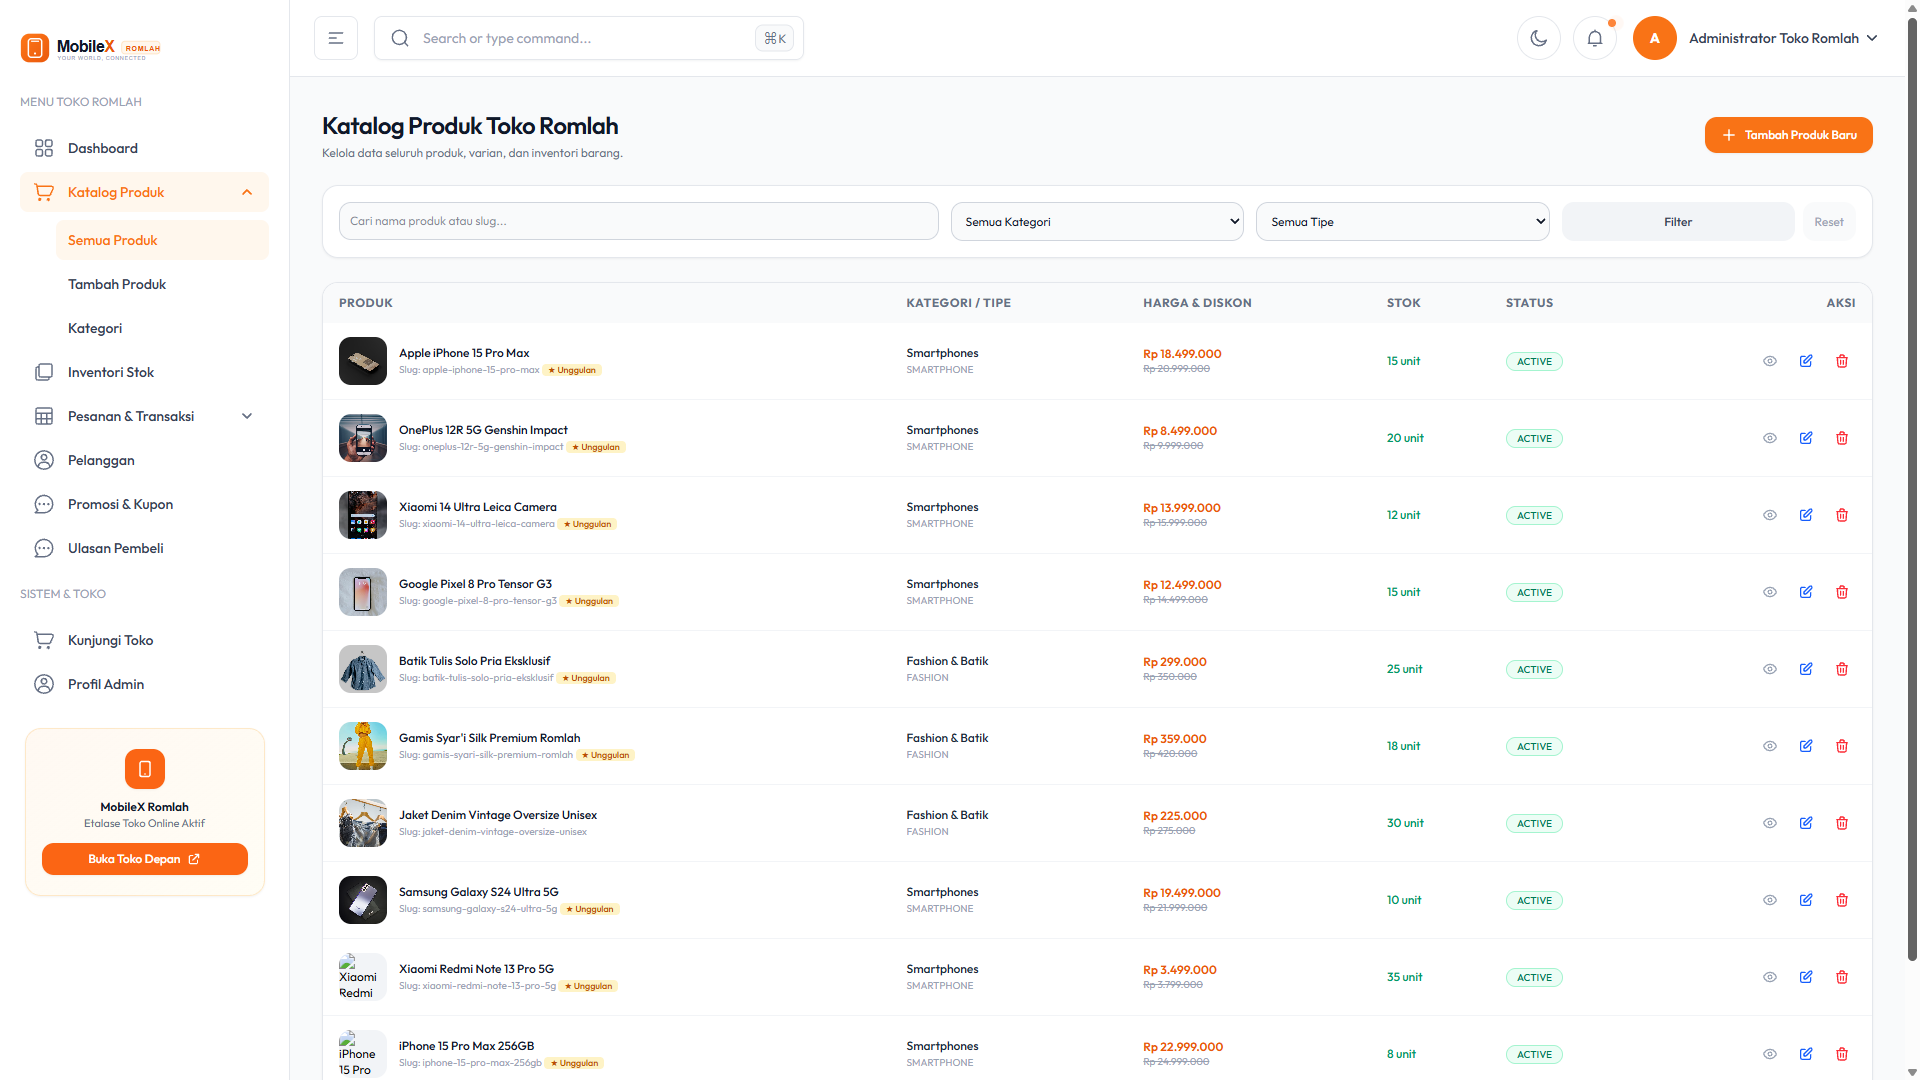 MobileX ROMLAH
YOUR WORLD, CONNECTED
MENU TOKO ROMLAH
Dashboard
Katalog Produk
Semua Produk
Tambah Produk
Kategori
Inventori Stok
Pesanan & Transaksi
Pelanggan
Promosi & Kupon
Ulasan Pembeli
SISTEM & TOKO
Kunjungi Toko
Profil Admin
MobileX Romlah
Etalase Toko Online Aktif
Buka Toko Depan
Search or type command...
⌘K
A
Administrator Toko Romlah
Katalog Produk Toko Romlah
Kelola data seluruh produk, varian, dan inventori barang.
+ Tambah Produk Baru
Cari nama produk atau slug...
Semua Kategori
Semua Tipe
Filter
Reset
PRODUK KATEGORI / TIPE HARGA & DISKON STOK STATUS AKSI
Apple iPhone 15 Pro Max
Slug: apple-iphone-15-pro-max ★ Unggulan
Smartphones
SMARTPHONE
Rp 18.499.000
Rp 20.999.000
15 unit
ACTIVE
OnePlus 12R 5G Genshin Impact
Slug: oneplus-12r-5g-genshin-impact ★ Unggulan
Smartphones
SMARTPHONE
Rp 8.499.000
Rp 9.999.000
20 unit
ACTIVE
Xiaomi 14 Ultra Leica Camera
Slug: xiaomi-14-ultra-leica-camera ★ Unggulan
Smartphones
SMARTPHONE
Rp 13.999.000
Rp 15.999.000
12 unit
ACTIVE
Google Pixel 8 Pro Tensor G3
Slug: google-pixel-8-pro-tensor-g3 ★ Unggulan
Smartphones
SMARTPHONE
Rp 12.499.000
Rp 14.499.000
15 unit
ACTIVE
Batik Tulis Solo Pria Eksklusif
Slug: batik-tulis-solo-pria-eksklusif ★ Unggulan
Fashion & Batik
FASHION
Rp 299.000
Rp 350.000
25 unit
ACTIVE
Gamis Syar'i Silk Premium Romlah
Slug: gamis-syari-silk-premium-romlah ★ Unggulan
Fashion & Batik
FASHION
Rp 359.000
Rp 420.000
18 unit
ACTIVE
Jaket Denim Vintage Oversize Unisex
Slug: jaket-denim-vintage-oversize-unisex
Fashion & Batik
FASHION
Rp 225.000
Rp 275.000
30 unit
ACTIVE
Samsung Galaxy S24 Ultra 5G
Slug: samsung-galaxy-s24-ultra-5g ★ Unggulan
Smartphones
SMARTPHONE
Rp 19.499.000
Rp 21.999.000
10 unit
ACTIVE
Xiaomi
Redmi
Xiaomi Redmi Note 13 Pro 5G
Slug: xiaomi-redmi-note-13-pro-5g ★ Unggulan
Smartphones
SMARTPHONE
Rp 3.499.000
Rp 3.799.000
35 unit
ACTIVE
iPhone
15 Pro
iPhone 15 Pro Max 256GB
Slug: iphone-15-pro-max-256gb ★ Unggulan
Smartphones
SMARTPHONE
Rp 22.999.000
Rp 24.999.000
8 unit
ACTIVE